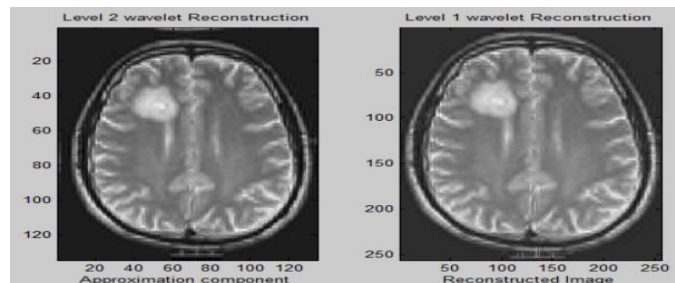 Level 2 wavelet Reconstruction
20
40
60
80
100
120
20 40 60 80 100 120
Approximation component
Level 1 wavelet Reconstruction
50
100
150
200
250
50 100 150 200 250
Reconstructed Image